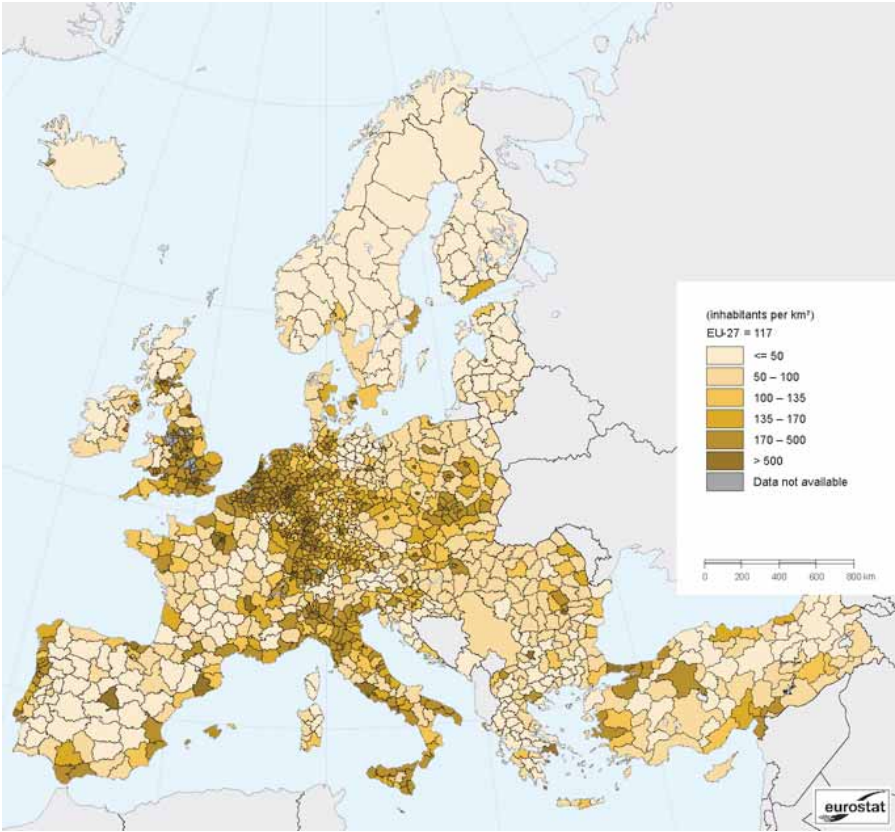 (inhabitants per km²)
EU-27 = 117
<= 50
50 – 100
100 – 135
135 – 170
170 – 500
> 500
Data not available
0 200 400 600 800 km
eurostat